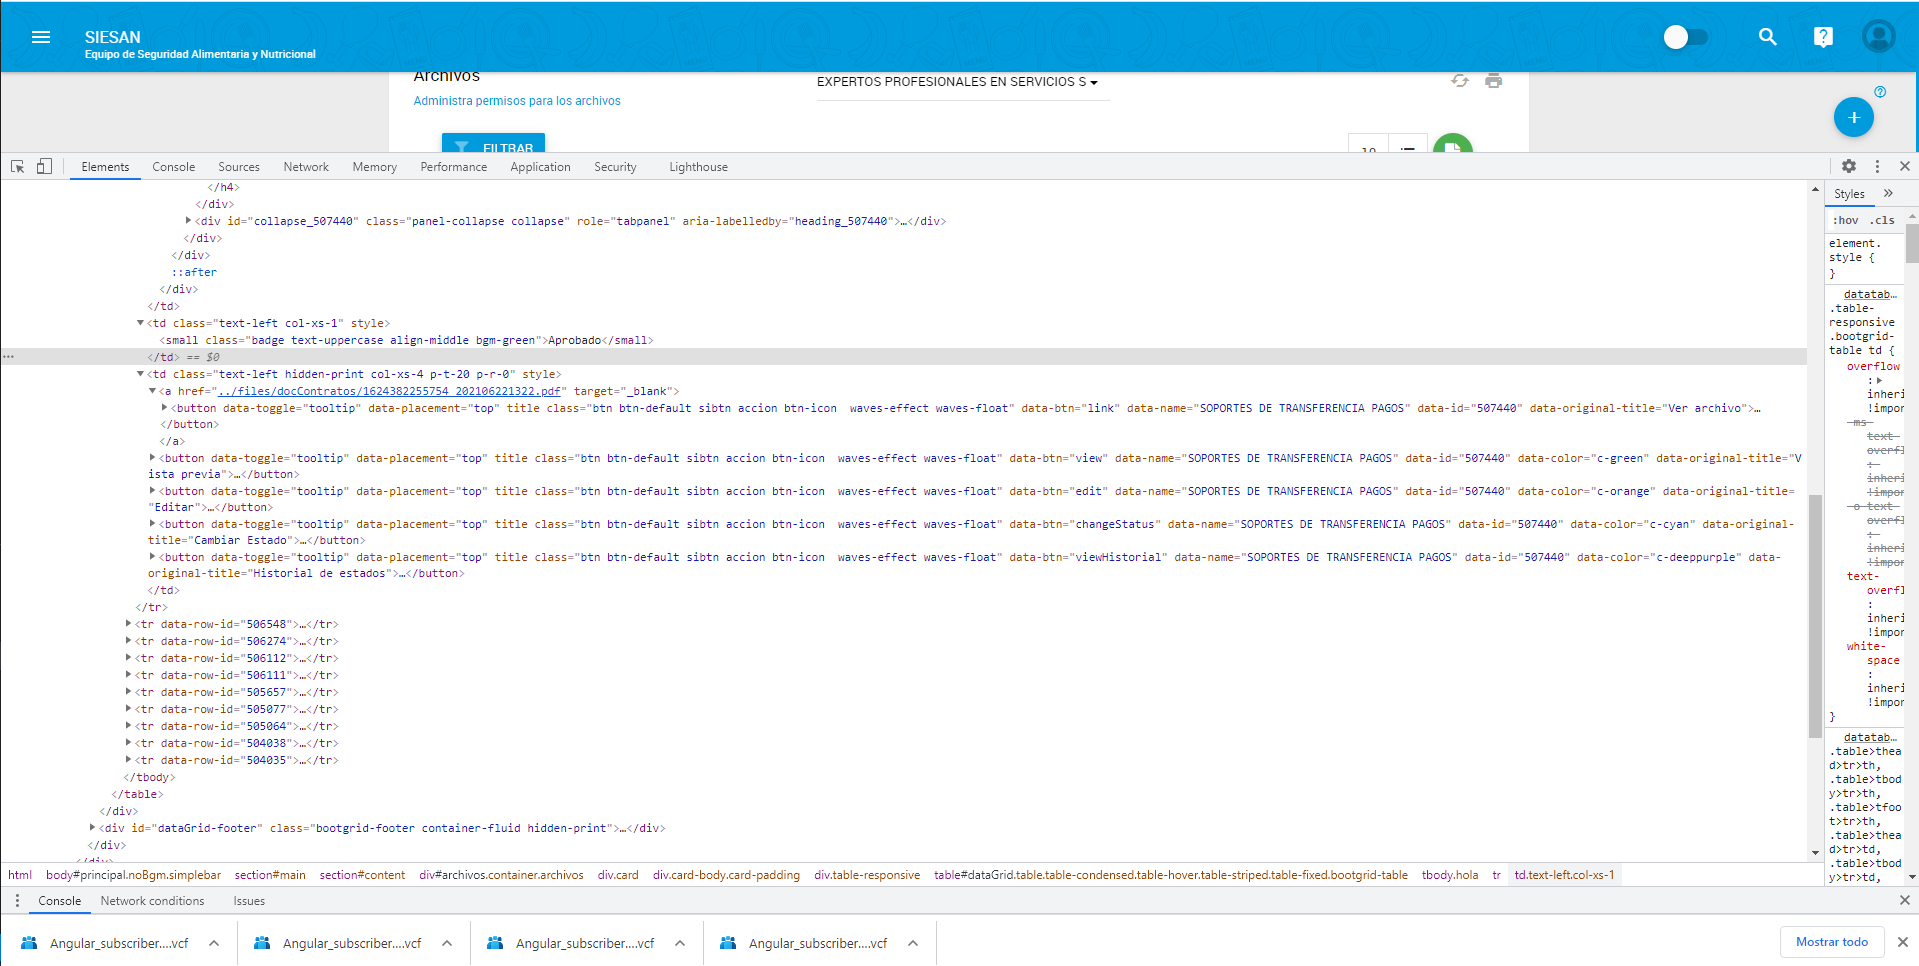 SIESAN
Equipo de Seguridad Alimentaria y Nutricional
Archivos
EXPERTOS PROFESIONALES EN SERVICIOS S
Administra permisos para los archivos
FILTRAR
10
Elements Console Sources Network Memory Performance Application Security Lighthouse
</h4>
</div>
<div id="collapse_507440" class="panel-collapse collapse" role="tabpanel" aria-labelledby="heading_507440">…</div>
</div>
</div>
::after
</div>
</td>
<td class="text-left col-xs-1" style>
<small class="badge text-uppercase align-middle bgm-green">Aprobado</small>
</td> == $0
<td class="text-left hidden-print col-xs-4 p-t-20 p-r-0" style>
<a href="../files/docContratos/1624382255754_202106221322.pdf" target="_blank">
<button data-toggle="tooltip" data-placement="top" title class="btn btn-default sibtn accion btn-icon  waves-effect waves-float" data-btn="link" data-name="SOPORTES DE TRANSFERENCIA PAGOS" data-id="507440" data-original-title="Ver archivo">…
</button>
</a>
<button data-toggle="tooltip" data-placement="top" title class="btn btn-default sibtn accion btn-icon  waves-effect waves-float" data-btn="view" data-name="SOPORTES DE TRANSFERENCIA PAGOS" data-id="507440" data-color="c-green" data-original-title="V
ista previa">…</button>
<button data-toggle="tooltip" data-placement="top" title class="btn btn-default sibtn accion btn-icon  waves-effect waves-float" data-btn="edit" data-name="SOPORTES DE TRANSFERENCIA PAGOS" data-id="507440" data-color="c-orange" data-original-title=
"Editar">…</button>
<button data-toggle="tooltip" data-placement="top" title class="btn btn-default sibtn accion btn-icon  waves-effect waves-float" data-btn="changeStatus" data-name="SOPORTES DE TRANSFERENCIA PAGOS" data-id="507440" data-color="c-cyan" data-original-
title="Cambiar Estado">…</button>
<button data-toggle="tooltip" data-placement="top" title class="btn btn-default sibtn accion btn-icon  waves-effect waves-float" data-btn="viewHistorial" data-name="SOPORTES DE TRANSFERENCIA PAGOS" data-id="507440" data-color="c-deeppurple" data-
original-title="Historial de estados">…</button>
</td>
</tr>
<tr data-row-id="506548">…</tr>
<tr data-row-id="506274">…</tr>
<tr data-row-id="506112">…</tr>
<tr data-row-id="506111">…</tr>
<tr data-row-id="505657">…</tr>
<tr data-row-id="505077">…</tr>
<tr data-row-id="505064">…</tr>
<tr data-row-id="504038">…</tr>
<tr data-row-id="504035">…</tr>
</tbody>
</table>
</div>
<div id="dataGrid-footer" class="bootgrid-footer container-fluid hidden-print">…</div>
</div>
</div>
Styles
:hov .cls
element.
style {
}
datatab…
.table-
responsive
.bootgrid-
table td {
overflow
:
inheri
!impor
-ms-
text-
overfl
:
inheri
!impor
-o-text-
overfl
:
inheri
!impor
text-
overfl
:
inheri
!impor
white-
space
:
inheri
!impor
}
datatab…
.table>thea
d>tr>th,
.table>tbod
y>tr>th,
.table>tfoo
t>tr>th,
.table>thea
d>tr>td,
.table>tbod
y>tr>td,
html body#principal.noBgm.simplebar section#main section#content div#archivos.container.archivos div.card div.card-body.card-padding div.table-responsive table#dataGrid.table.table-condensed.table-hover.table-striped.table-fixed.bootgrid-table tbody.hola tr td.text-left.col-xs-1
Console Network conditions Issues
Angular_subscriber....vcf Angular_subscriber....vcf Angular_subscriber....vcf Angular_subscriber....vcf Mostrar todo